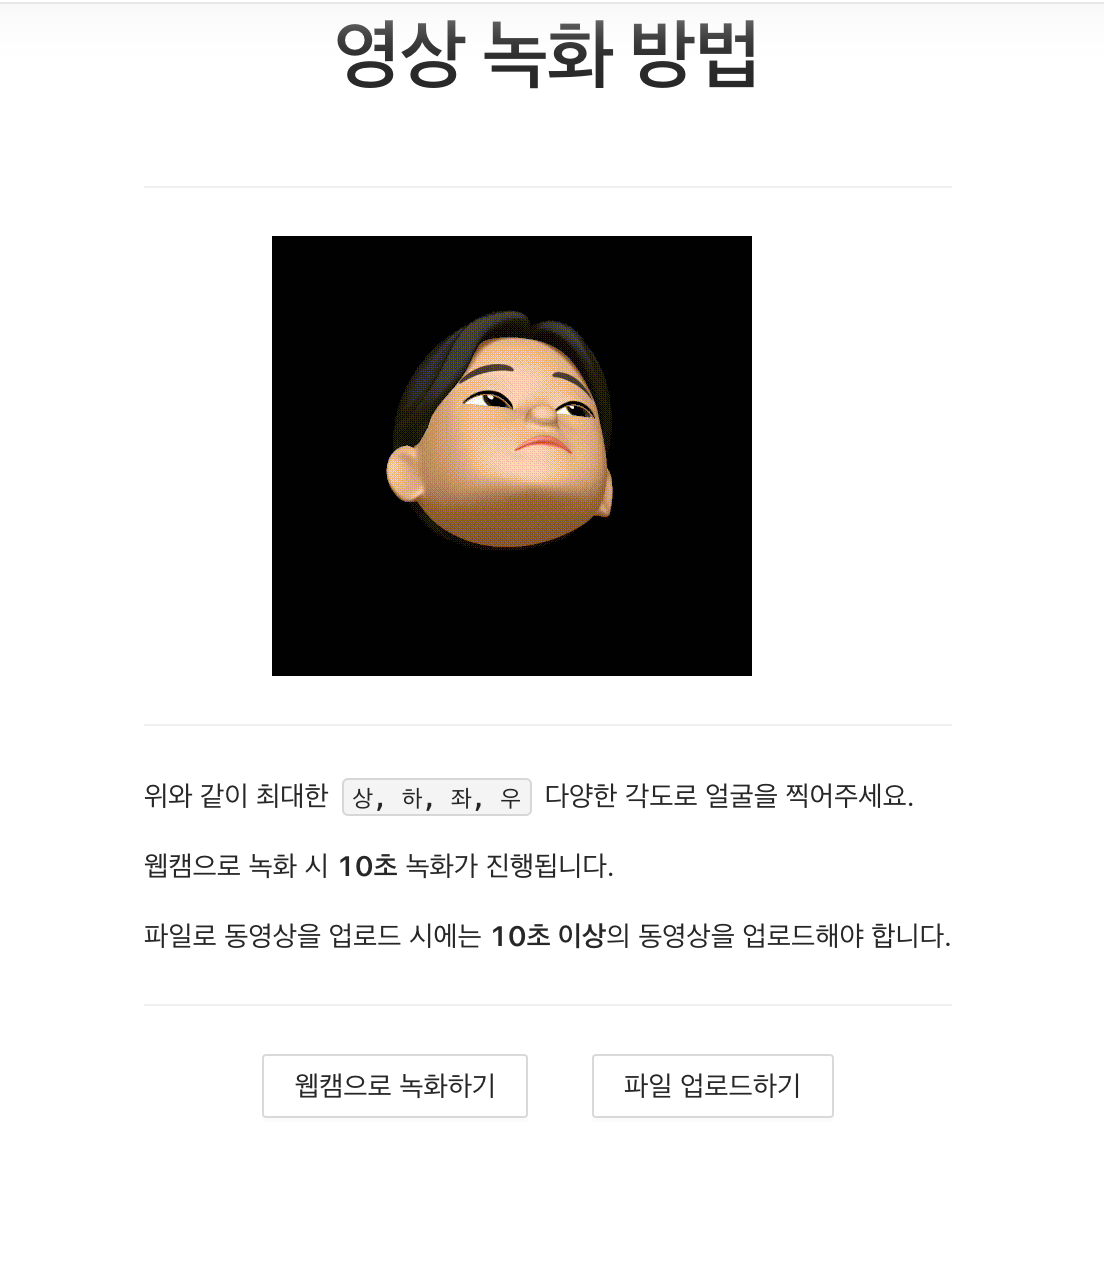 영상 녹화 방법
위와 같이 최대한 상, 하, 좌, 우 다양한 각도로 얼굴을 찍어주세요.
웹캠으로 녹화 시 10초 녹화가 진행됩니다.
파일로 동영상을 업로드 시에는 10초 이상의 동영상을 업로드해야 합니다.
웹캠으로 녹화하기 파일 업로드하기